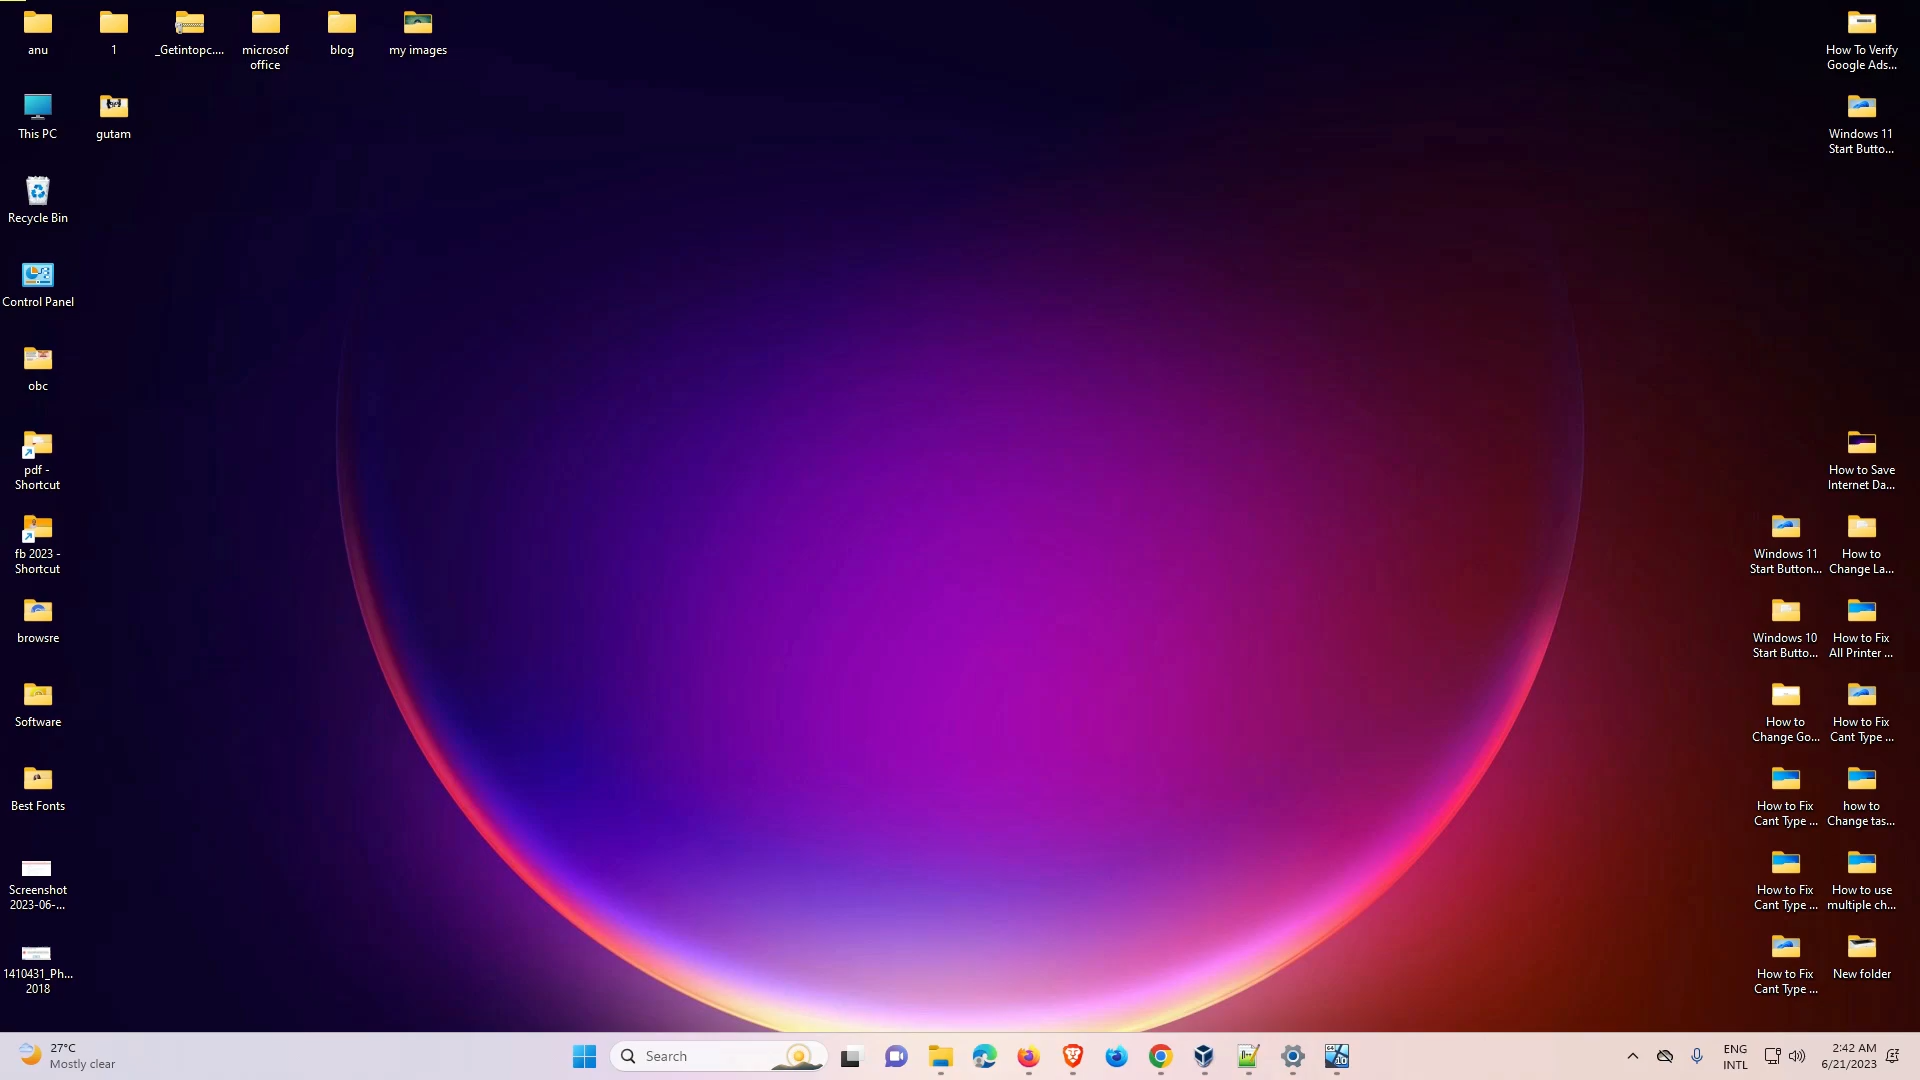 anu
1
_Getintopc....
microsof
office
blog
my images
This PC
gutam
Recycle Bin
Control Panel
obc
pdf -
Shortcut
fb 2023 -
Shortcut
browsre
Software
Best Fonts
Screenshot
2023-06-...
1410431_Ph...
2018
How To Verify
Google Ads...
Windows 11
Start Butto...
How to Save
Internet Da...
Windows 11
Start Button...
How to
Change La...
Windows 10
Start Butto...
How to Fix
All Printer ...
How to
Change Go...
How to Fix
Cant Type ...
How to Fix
Cant Type ...
how to
Change tas...
How to Fix
Cant Type ...
How to use
multiple ch...
How to Fix
Cant Type ...
New folder
27°C
Mostly clear
Search
ENG
INTL
2:42 AM
6/21/2023